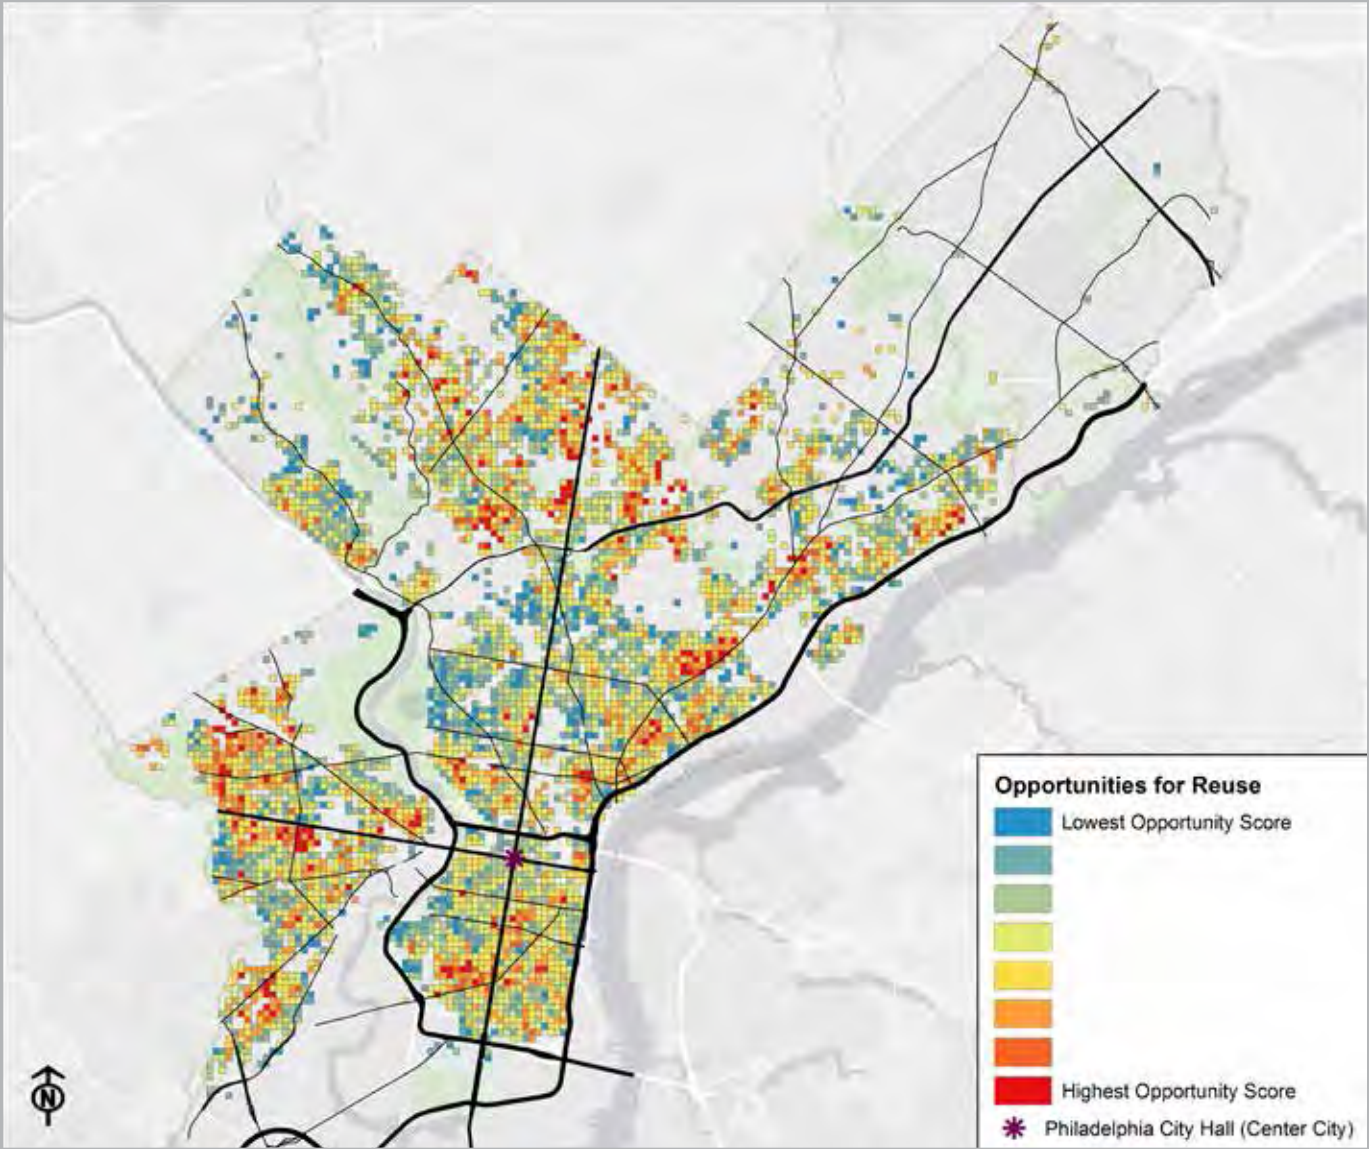 Opportunities for Reuse
Lowest Opportunity Score
Highest Opportunity Score
Philadelphia City Hall (Center City)
N